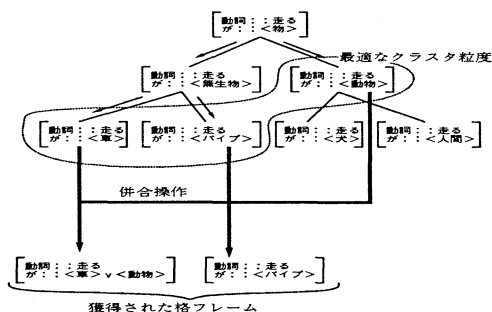 動詞::走る
が::<物>
最適なクラスタ粒度
動詞::走る
が::<無生物>
動詞::走る
が::<動物>
動詞::走る
が::<車>
動詞::走る
が::<パイプ>
動詞::走る
が::<犬>
動詞::走る
が::<人間>
併合操作
動詞::走る
が::<車>v<動物>
動詞::走る
が::<パイプ>
獲得された格フレーム